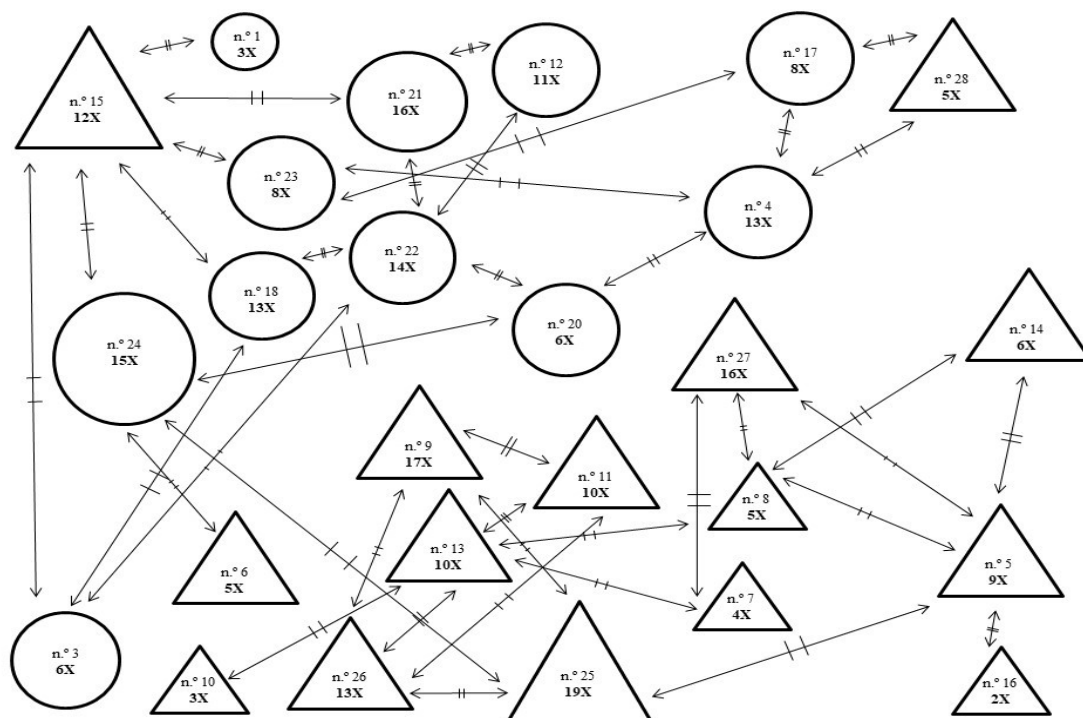 n.º 1
3X
n.º 15
12X
n.º 21
16X
n.º 12
11X
n.º 17
8X
n.º 28
5X
n.º 23
8X
n.º 4
13X
n.º 22
14X
n.º 18
13X
n.º 20
6X
n.º 24
15X
n.º 27
16X
n.º 14
6X
n.º 9
17X
n.º 11
10X
n.º 8
5X
n.º 13
10X
n.º 5
9X
n.º 6
5X
n.º 7
4X
n.º 3
6X
n.º 10
3X
n.º 26
13X
n.º 25
19X
n.º 16
2X